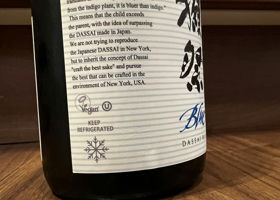 from the indigo plant, it is bluer than indigo."
This means that the child exceeds
the parent, with the idea of surpassing
the DASSAI made in Japan.
We are not trying to reproduce
the Japanese DASSAI in New York,
but to inherit the concept of Dassai
"craft the best sake" and pursue
the best that can be crafted in the
environment of New York, USA.
Vegan U
KEEP
REFRIGERATED
獺
祭
Blue
DASSAI